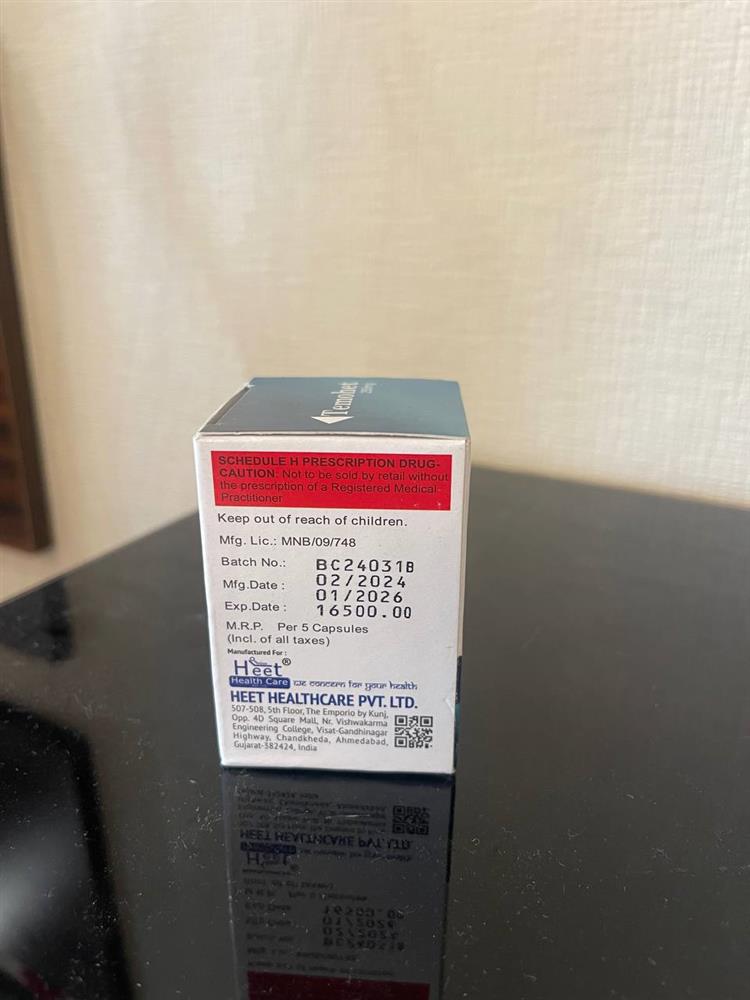 Temohet
250mg
SCHEDULE H PRESCRIPTION DRUG-
CAUTION: Not to be sold by retail without
the prescription of a Registered Medical
Practitioner
Keep out of reach of children.
Mfg. Lic.: MNB/09/748
Batch No.: BC24031B
Mfg.Date : 02/2024
Exp.Date : 01/2026
16500.00
M.R.P. Per 5 Capsules
(Incl. of all taxes)
Manufactured For :
Heet®
Health Care we concern for your health
HEET HEALTHCARE PVT. LTD.
507-508, 5th Floor, The Emporio by Kunj,
Opp. 4D Square Mall, Nr. Vishwakarma
Engineering College, Visat-Gandhinagar
Highway, Chandkheda, Ahmedabad,
Gujarat-382424, India